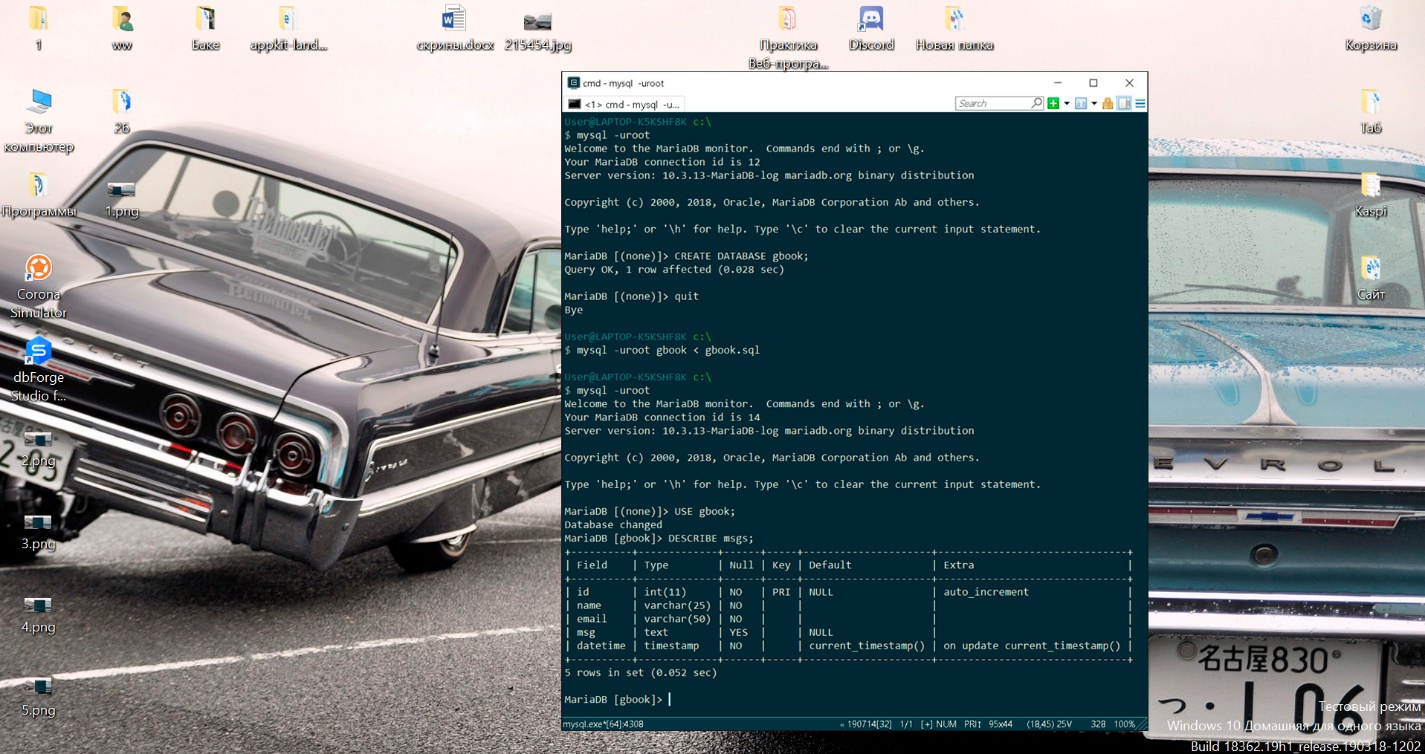 1
ww
Баке
appkit-land...
скрины.docx
215454.jpg
Практика
Веб-програ...
Discord
Новая папка
Корзина
Этот
компьютер
26
Таб
Программы
1.png
Kaspi
Corona
Simulator
Сайт
dbForge
Studio f...
2.png
3.png
4.png
5.png
cmd - mysql -uroot
<1> cmd - mysql -u...
Search
User@LAPTOP-K5KSHF8K c:\
$ mysql -uroot
Welcome to the MariaDB monitor.  Commands end with ; or \g.
Your MariaDB connection id is 12
Server version: 10.3.13-MariaDB-log mariadb.org binary distribution
Copyright (c) 2000, 2018, Oracle, MariaDB Corporation Ab and others.
Type 'help;' or '\h' for help. Type '\c' to clear the current input statement.
MariaDB [(none)]> CREATE DATABASE gbook;
Query OK, 1 row affected (0.028 sec)
MariaDB [(none)]> quit
Bye
User@LAPTOP-K5KSHF8K c:\
$ mysql -uroot gbook < gbook.sql
User@LAPTOP-K5KSHF8K c:\
$ mysql -uroot
Welcome to the MariaDB monitor.  Commands end with ; or \g.
Your MariaDB connection id is 14
Server version: 10.3.13-MariaDB-log mariadb.org binary distribution
Copyright (c) 2000, 2018, Oracle, MariaDB Corporation Ab and others.
Type 'help;' or '\h' for help. Type '\c' to clear the current input statement.
MariaDB [(none)]> USE gbook;
Database changed
MariaDB [gbook]> DESCRIBE msgs;
+----------+-------------+------+-----+---------------------+-------------------------------+
| Field    | Type        | Null | Key | Default             | Extra                         |
+----------+-------------+------+-----+---------------------+-------------------------------+
| id       | int(11)     | NO   | PRI | NULL                | auto_increment                |
| name     | varchar(25) | NO   |     |                     |                               |
| email    | varchar(50) | NO   |     |                     |                               |
| msg      | text        | YES  |     | NULL                |                               |
| datetime | timestamp   | NO   |     | current_timestamp() | on update current_timestamp() |
+----------+-------------+------+-----+---------------------+-------------------------------+
5 rows in set (0.052 sec)
MariaDB [gbook]>
mysql.exe*[64]:4308
« 190714[32] 1/1 [+] NUM PRI↕ 95x44 (18,45) 25V 328 100%
EVROL
名古屋830
つ・106
Тестовый режим
Windows 10 Домашняя для одного языка
Build 18362.19h1_release.190318-12